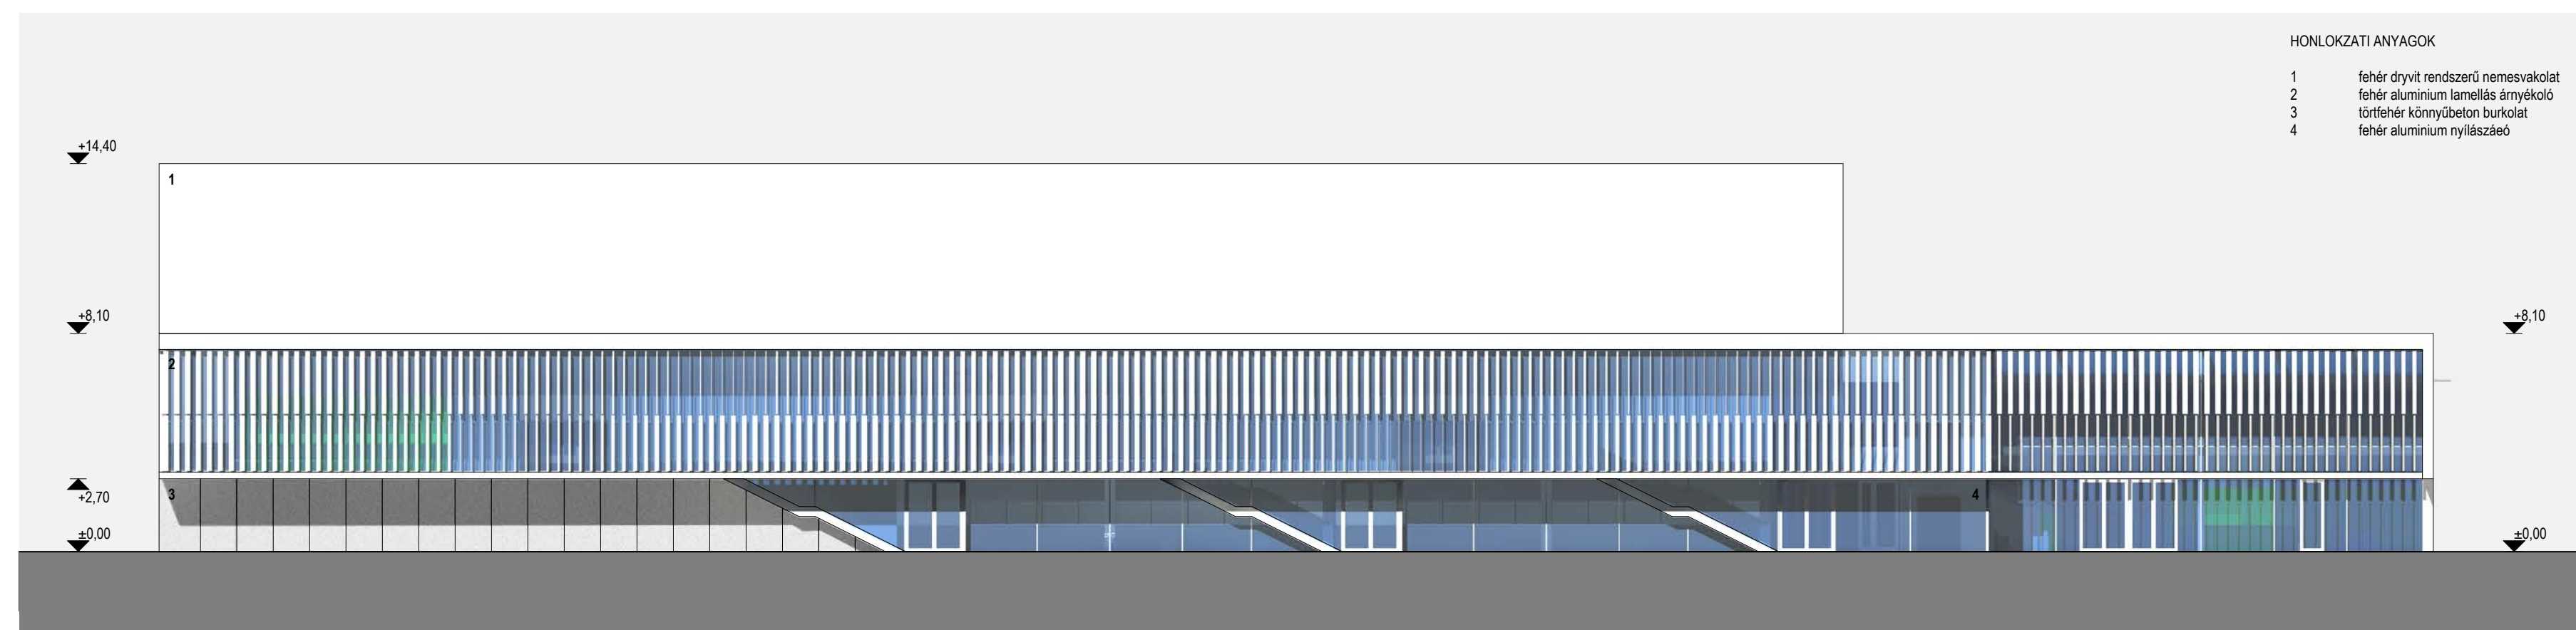 HONLOKZATI ANYAGOK
1 fehér dryvit rendszerű nemesvakolat
2 fehér aluminium lamellás árnyékoló
3 törtfehér könnyűbeton burkolat
4 fehér aluminium nyílászáeó
+14,40
1
+8,10
+8,10
2
+2,70
3
4
±0,00
±0,00